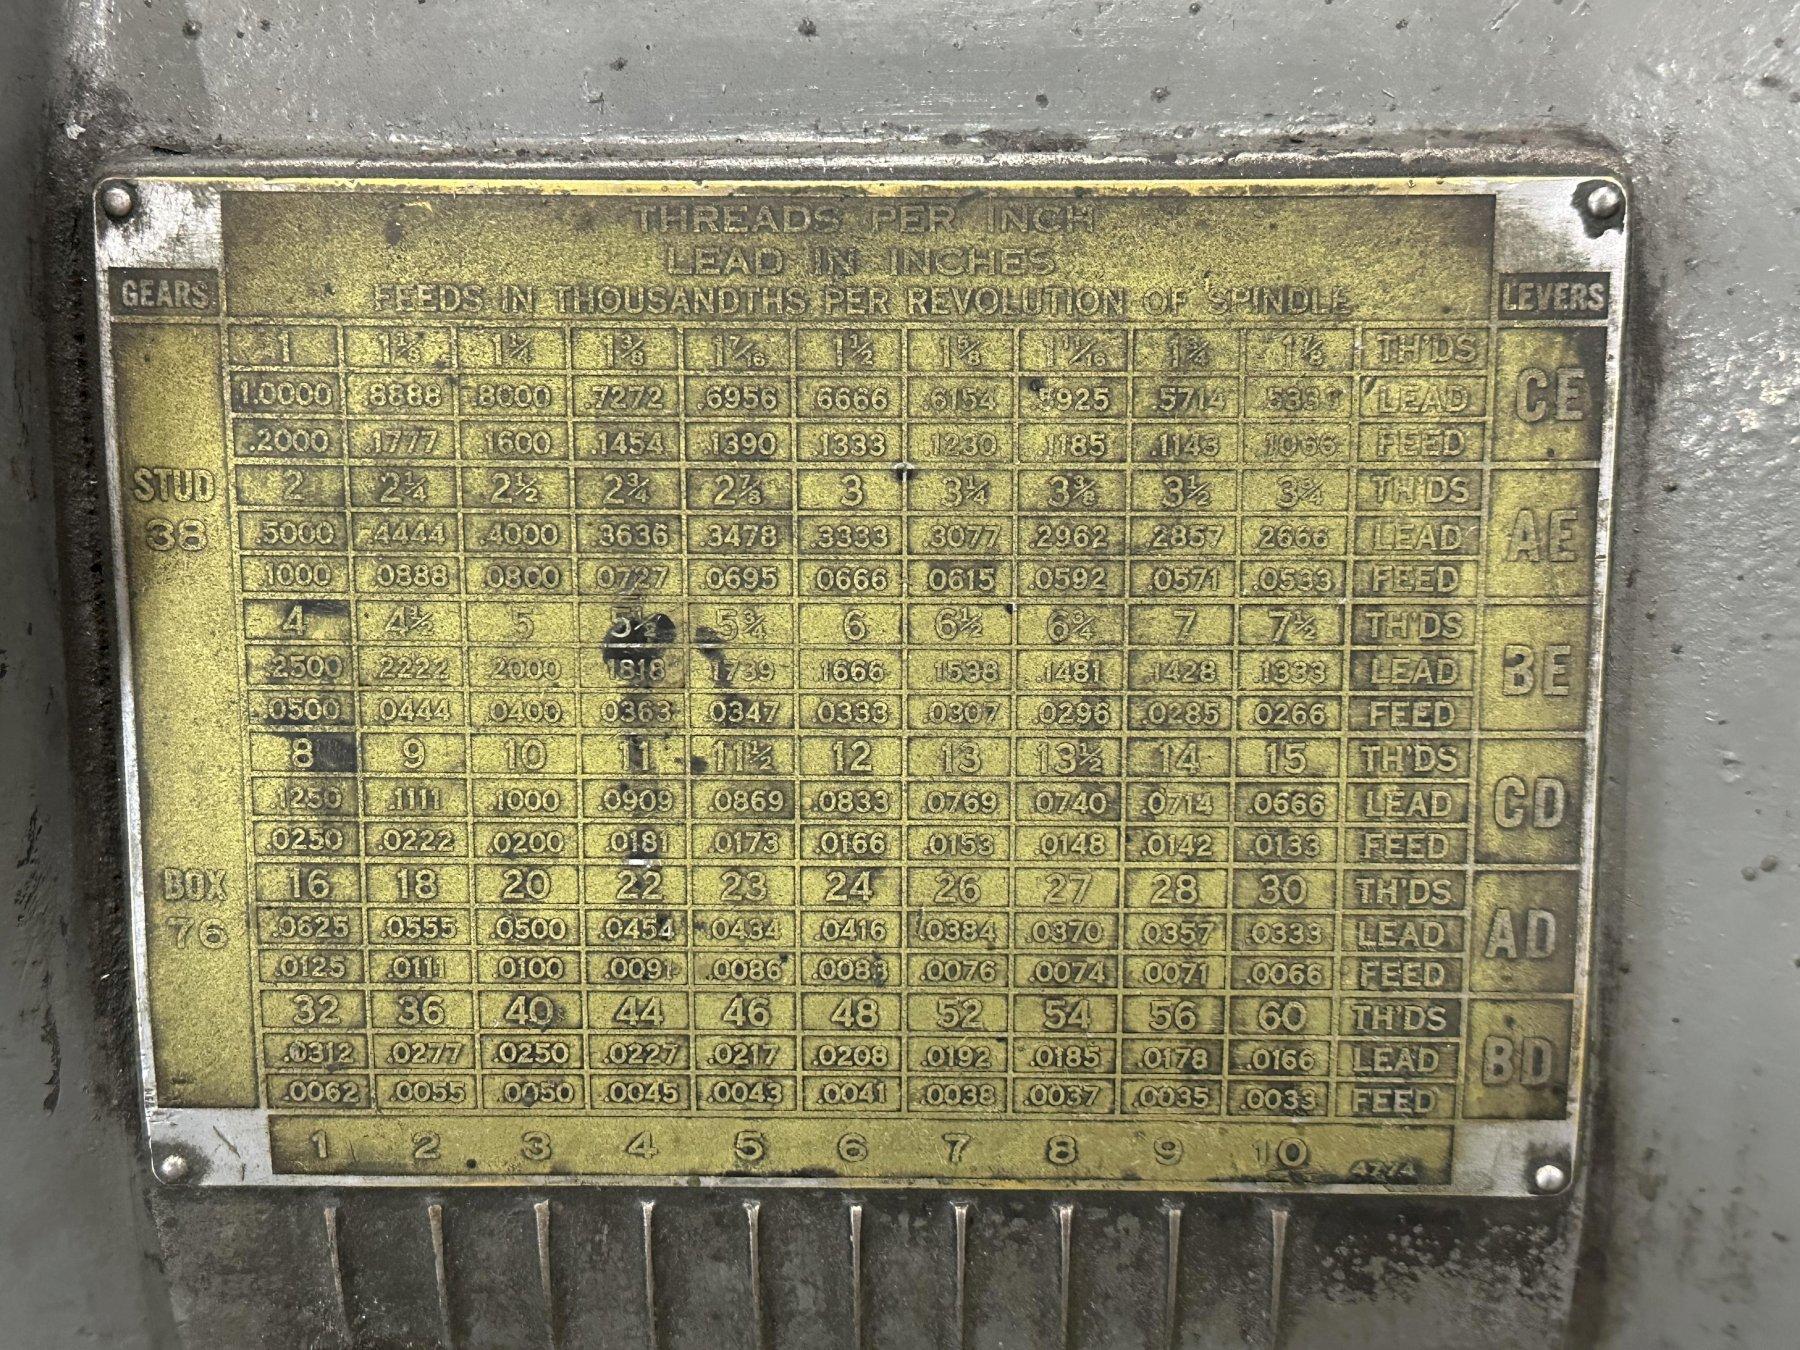 THREADS PER INCH
LEAD IN INCHES
GEARS FEEDS IN THOUSANDTHS PER REVOLUTION OF SPINDLE LEVERS
1 1⅛ 1¼ 1⅜ 1 7/16 1½ 1⅝ 1 11/16 1¾ 1⅞ TH'DS
1.0000 .8888 .8000 .7272 .6956 .6666 .6154 .5925 .5714 LEAD CE
.2000 .1777 .1600 .1454 .1390 .1333 .1230 .1185 .1143 .1066 FEED
STUD 2 2¼ 2½ 2¾ 2⅞ 3 3¼ 3⅜ 3½ 3¾ TH'DS
38 .5000 .4444 .4000 .3636 .3478 .3333 .3077 .2962 .2857 .2666 LEAD AE
.1000 .0888 .0800 .0727 .0695 .0666 .0615 .0592 .0571 .0533 FEED
4 4½ 5 5½ 5¾ 6 6½ 6¾ 7 7½ TH'DS
.2500 .2222 .2000 .1818 .1739 .1666 .1538 .1481 .1428 .1333 LEAD BE
.0500 .0444 .0400 .0363 .0347 .0333 .0307 .0296 .0285 .0266 FEED
8 9 10 11 11½ 12 13 13½ 14 15 TH'DS
.1250 .1111 .1000 .0909 .0869 .0833 .0769 .0740 .0714 .0666 LEAD CD
.0250 .0222 .0200 .0181 .0173 .0166 .0153 .0148 .0142 .0133 FEED
BOX 16 18 20 22 23 24 26 27 28 30 TH'DS
76 .0625 .0555 .0500 .0454 .0434 .0416 .0384 .0370 .0357 .0333 LEAD AD
.0125 .0111 .0100 .0091 .0086 .0083 .0076 .0074 .0071 .0066 FEED
32 36 40 44 46 48 52 54 56 60 TH'DS
.0312 .0277 .0250 .0227 .0217 .0208 .0192 .0185 .0178 .0166 LEAD BD
.0062 .0055 .0050 .0045 .0043 .0041 .0038 .0037 .0035 .0033 FEED
1 2 3 4 5 6 7 8 9 10